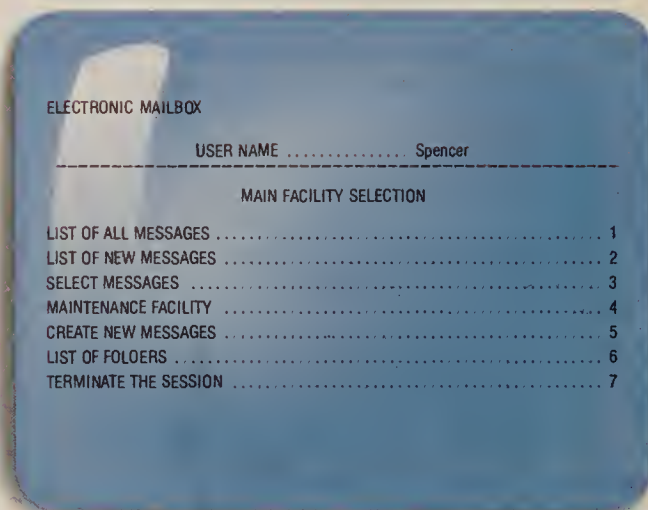 ELECTRONIC MAILBOX
USER NAME .............. Spencer
MAIN FACILITY SELECTION
LIST OF ALL MESSAGES ........................................ 1
LIST OF NEW MESSAGES ........................................ 2
SELECT MESSAGES ........................................ 3
MAINTENANCE FACILITY ........................................ 4
CREATE NEW MESSAGES ........................................ 5
LIST OF FOLDERS ........................................ 6
TERMINATE THE SESSION ........................................ 7